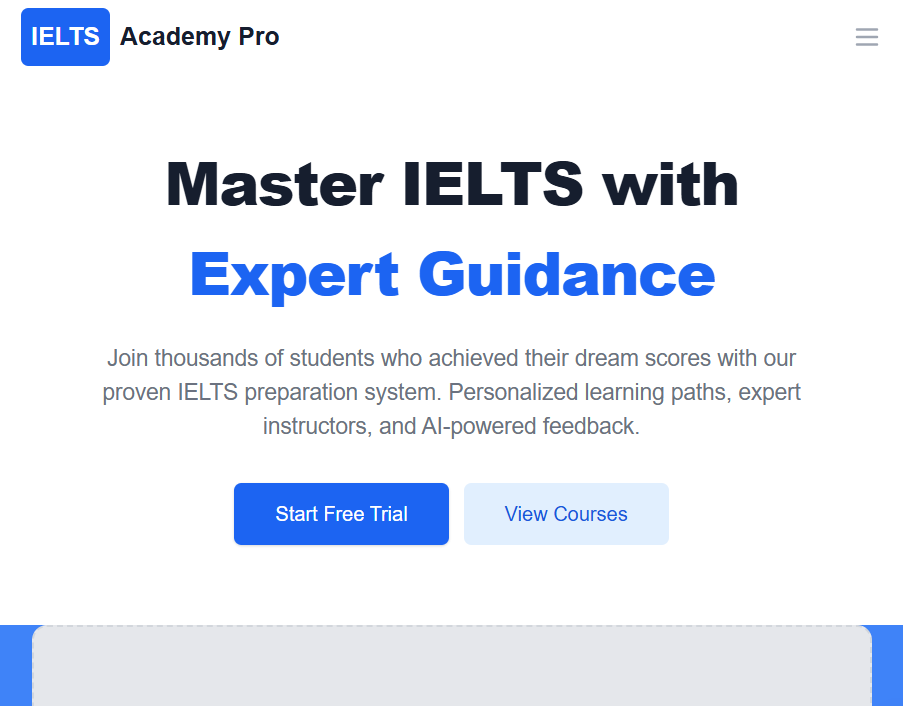 IELTS Academy Pro
Master IELTS with
Expert Guidance
Join thousands of students who achieved their dream scores with our
proven IELTS preparation system. Personalized learning paths, expert
instructors, and AI-powered feedback.
Start Free Trial View Courses